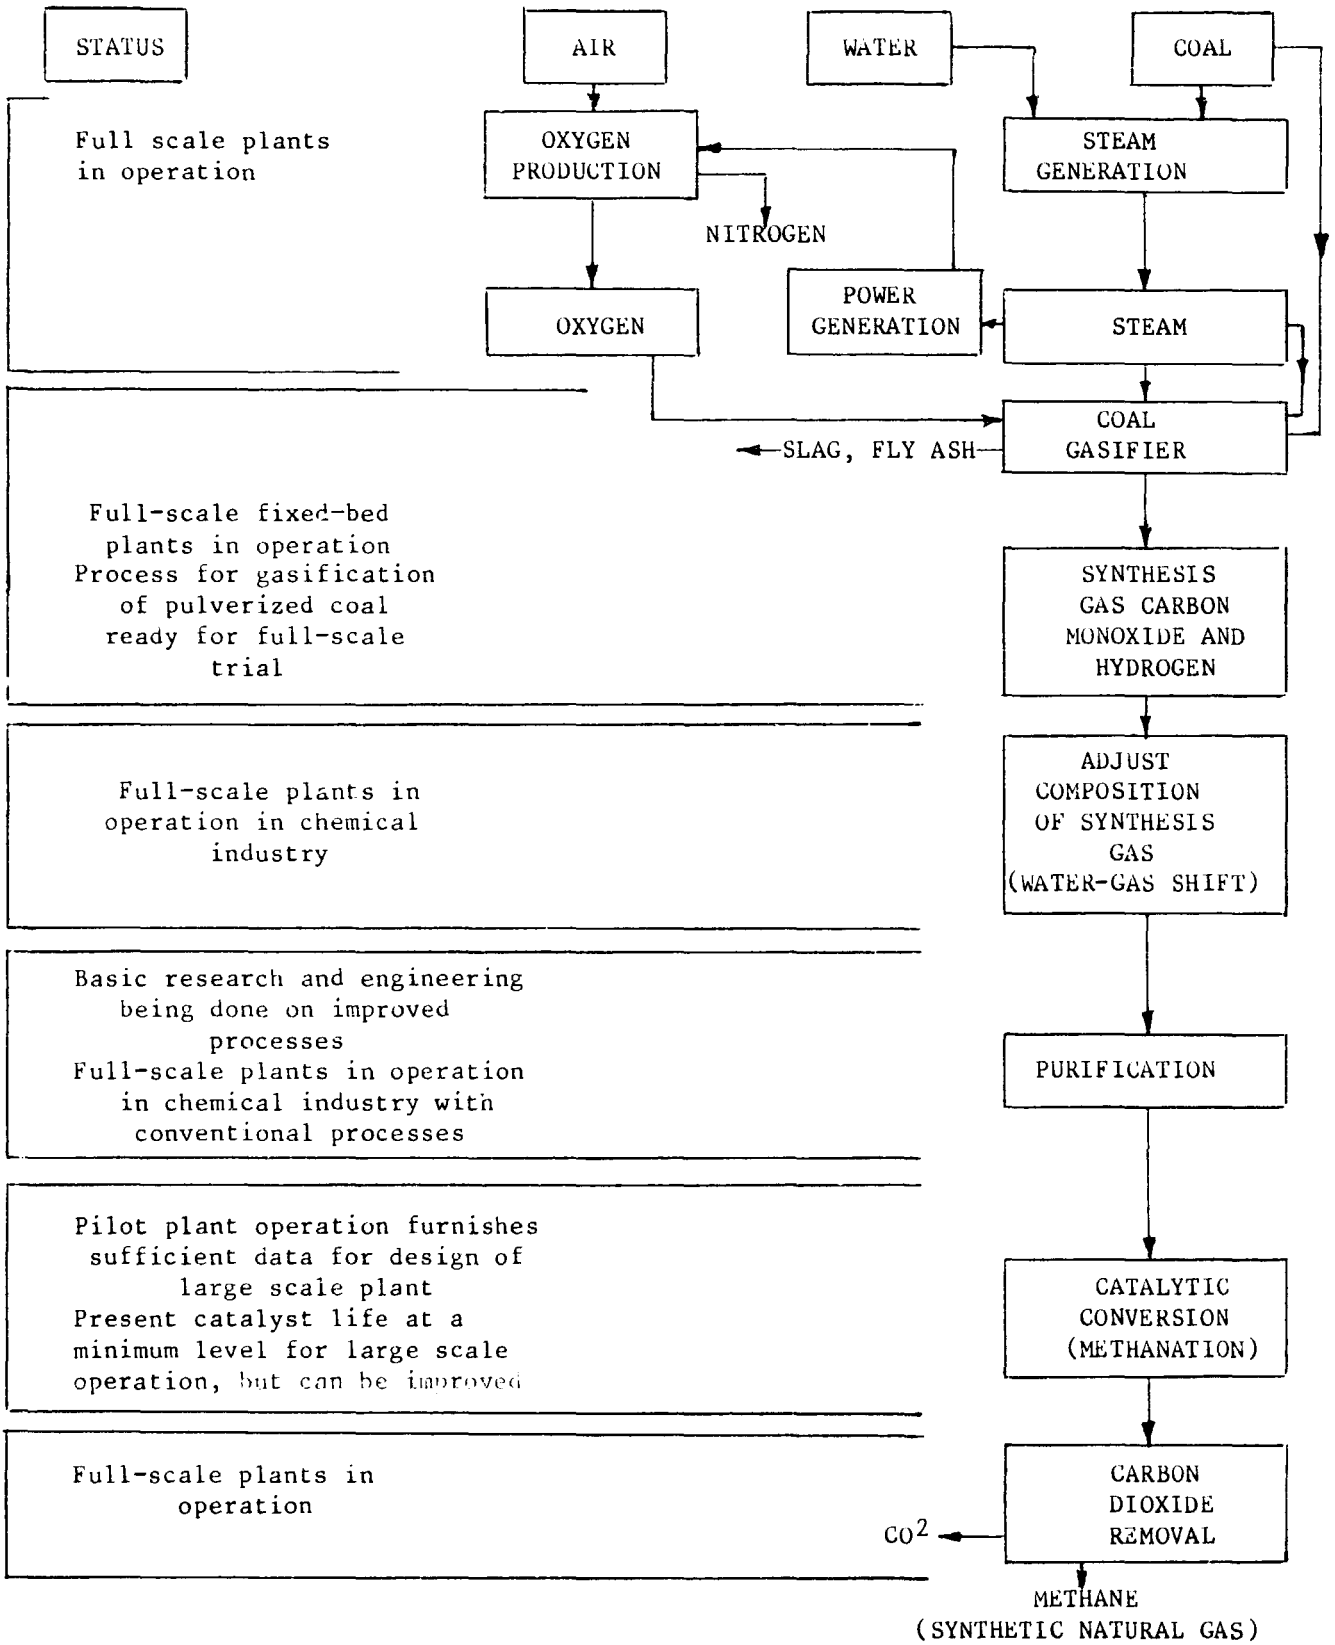 STATUS
AIR
WATER
COAL
Full scale plants
in operation
OXYGEN
PRODUCTION
STEAM
GENERATION
NITROGEN
OXYGEN
POWER
GENERATION
STEAM
COAL
GASIFIER
SLAG, FLY ASH
Full-scale fixed-bed
plants in operation
Process for gasification
of pulverized coal
ready for full-scale
trial
SYNTHESIS
GAS CARBON
MONOXIDE AND
HYDROGEN
Full-scale plants in
operation in chemical
industry
ADJUST
COMPOSITION
OF SYNTHESIS
GAS
(WATER-GAS SHIFT)
Basic research and engineering
being done on improved
processes
Full-scale plants in operation
in chemical industry with
conventional processes
PURIFICATION
Pilot plant operation furnishes
sufficient data for design of
large scale plant
Present catalyst life at a
minimum level for large scale
operation, but can be improved
CATALYTIC
CONVERSION
(METHANATION)
Full-scale plants in
operation
CARBON
DIOXIDE
REMOVAL
CO²
METHANE
(SYNTHETIC NATURAL GAS)